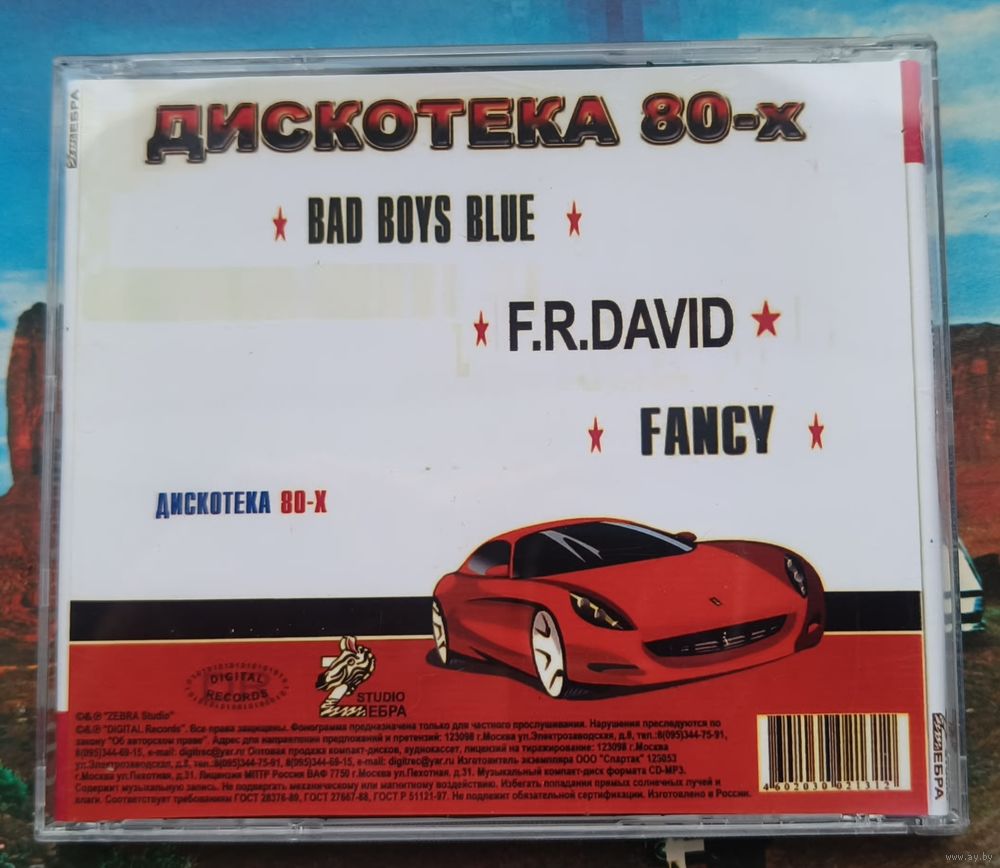 ДИСКОТЕКА 80-х
BAD BOYS BLUE
F.R.DAVID
FANCY
ДИСКОТЕКА 80-Х
DIGITAL
RECORDS
STUDIO
ЗЕБРА
©&℗ "ZEBRA Studio"
©&℗ "DIGITAL Records". Все права защищены. Фонограмма предназначена только для частного прослушивания. Нарушения преследуются по
закону "Об авторском праве". Адрес для направления предложений и претензий: 123098 г.Москва ул.Электрозаводская, д.8, тел.:8(095)344-75-91,
8(095)344-69-15, e-mail: digitrec@yar.ru Оптовая продажа компакт-дисков, аудиокассет, лицензий на тиражирование: 123098 г.Москва
ул.Электрозаводская, д.8, тел:8(095)344-75-91, 8(095)344-69-15, e-mail: digitrec@yar.ru Изготовитель экземпляра ООО "Спартак" 125053
г.Москва ул.Пехотная, д.31. Лицензия МПТР России ВАФ 7750 г.Москва ул.Пехотная, д.31. Музыкальный компакт-диск формата CD-MP3.
Содержит музыкальную запись. Не подвергать механическому или магнитному воздействию. Избегать попадания прямых солнечных лучей и
влаги. Соответствует требованиям ГОСТ 28376-89, ГОСТ 27667-88, ГОСТ Р 51121-97. Не подлежит обязательной сертификации. Изготовлено в России.
4 602030 021312
ЗЕБРА
ЗЕБРА
ЗЕБРА
www.ay.by